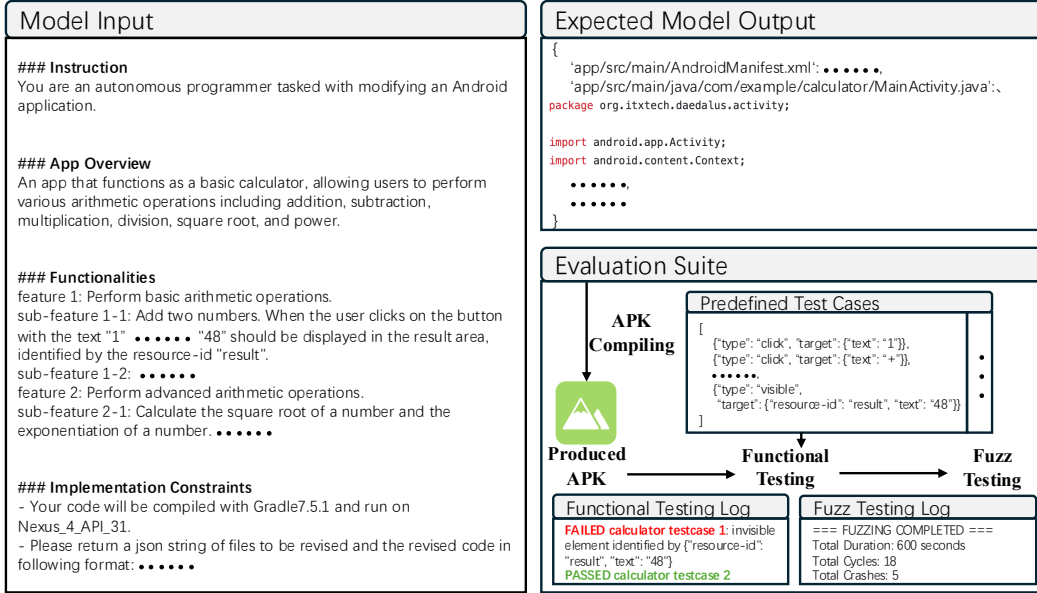 Model Input
### Instruction
You are an autonomous programmer tasked with modifying an Android
application.
### App Overview
An app that functions as a basic calculator, allowing users to perform
various arithmetic operations including addition, subtraction,
multiplication, division, square root, and power.
### Functionalities
feature 1: Perform basic arithmetic operations.
sub-feature 1-1: Add two numbers. When the user clicks on the button
with the text "1" •••••• "48" should be displayed in the result area,
identified by the resource-id "result".
sub-feature 1-2: ••••••
feature 2: Perform advanced arithmetic operations.
sub-feature 2-1: Calculate the square root of a number and the
exponentiation of a number. ••••••
### Implementation Constraints
- Your code will be compiled with Gradle7.5.1 and run on
Nexus_4_API_31.
- Please return a json string of files to be revised and the revised code in
following format: ••••••
Expected Model Output
{
‘app/src/main/AndroidManifest.xml‘: ••••••,
‘app/src/main/java/com/example/calculator/MainActivity.java‘:、
package org.itxtech.daedalus.activity;
import android.app.Activity;
import android.content.Context;
••••••,
••••••
}
Evaluation Suite
APK
Compiling
Produced
APK
Predefined Test Cases
[
{“type”: “click”, “target”: {“text”: “1”}},
{“type”: “click”, “target”: {“text”: “+”}},
••••••,
{“type”: “visible”,
“target”: {“resource-id”: “result”, “text”: “48”}}
]
•
•
•
Functional
Testing
Fuzz
Testing
Functional Testing Log
FAILED calculator testcase 1: invisible
element identified by {"resource-id":
"result", "text": "48"}
PASSED calculator testcase 2
Fuzz Testing Log
=== FUZZING COMPLETED ===
Total Duration: 600 seconds
Total Cycles: 18
Total Crashes: 5